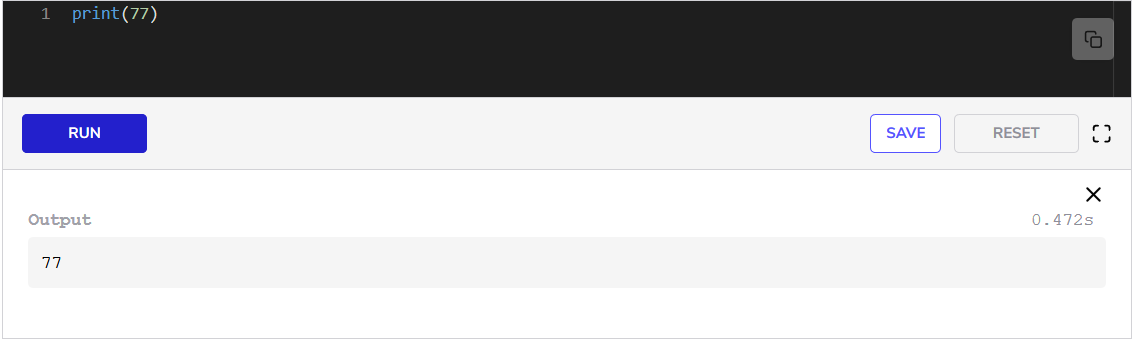 1 print(77)
RUN SAVE RESET
Output 0.472s
77